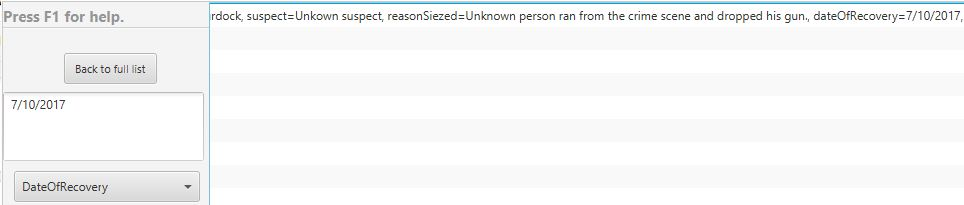 Press F1 for help.
rdock, suspect=Unkown suspect, reasonSiezed=Unknown person ran from the crime scene and dropped his gun., dateOfRecovery=7/10/2017,
Back to full list
7/10/2017
DateOfRecovery